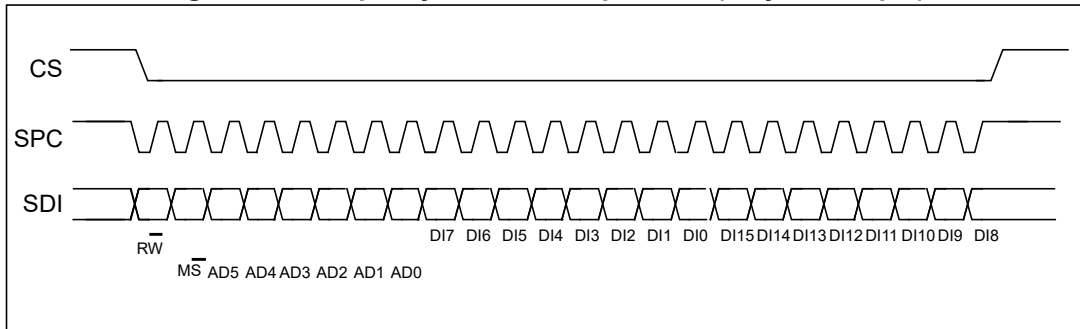 CS
SPC
SDI
RW̅
DI7 DI6 DI5 DI4 DI3 DI2 DI1 DI0 DI15 DI14 DI13 DI12 DI11 DI10 DI9 DI8
MS̅ AD5 AD4 AD3 AD2 AD1 AD0